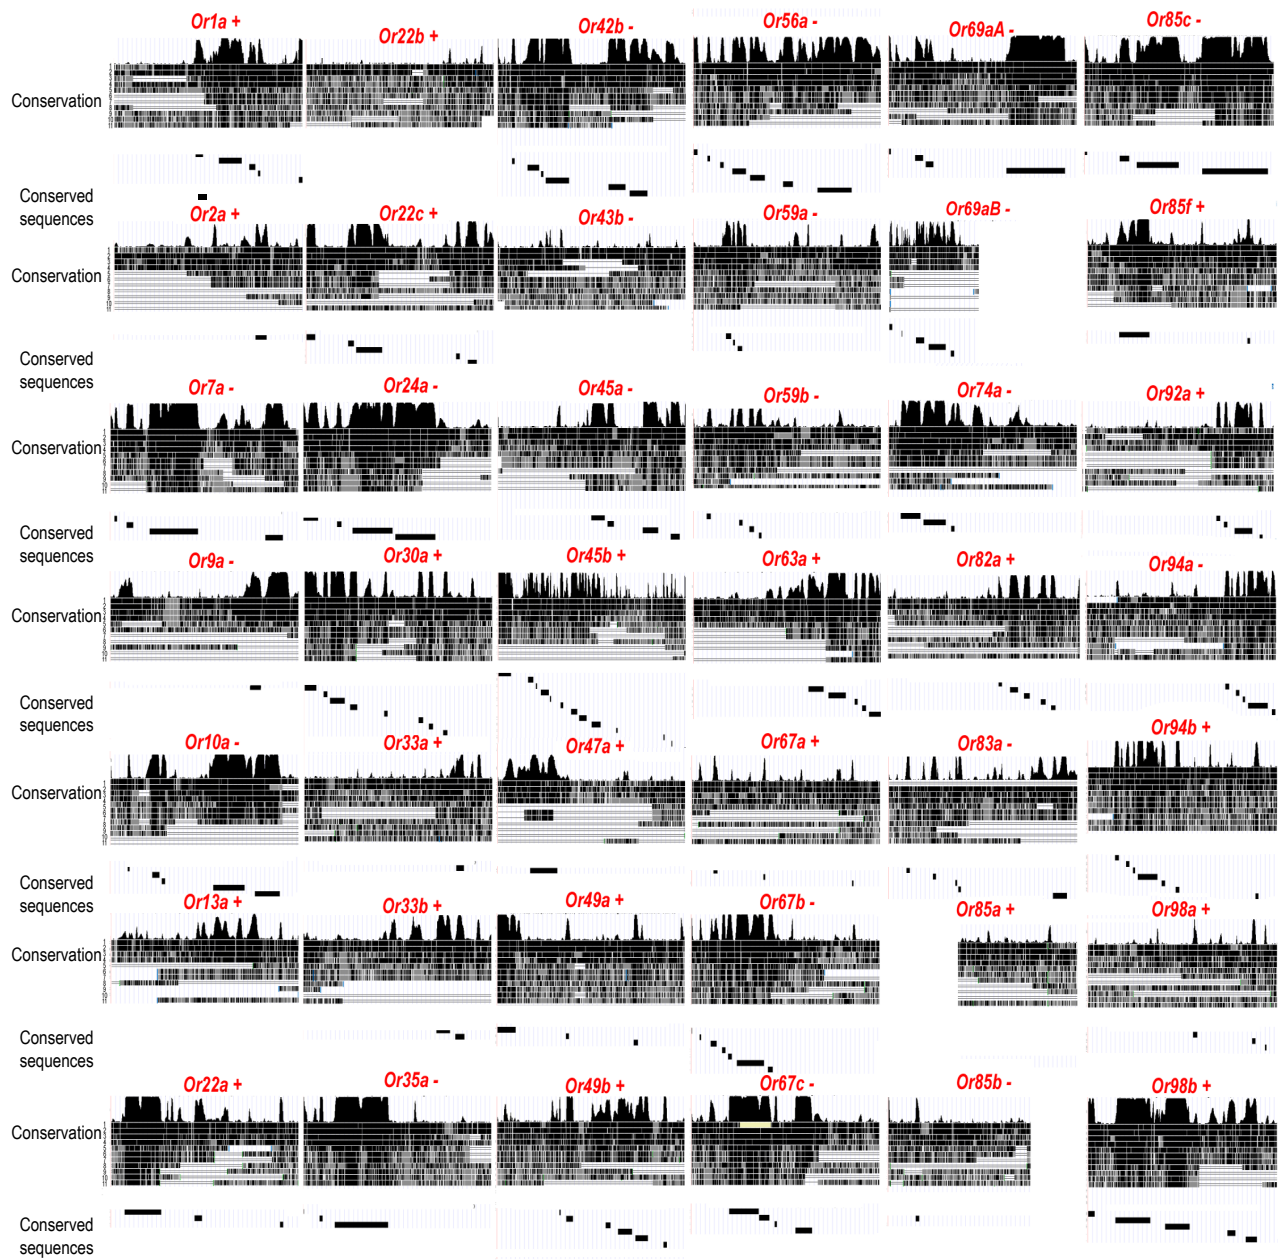 Or1a + Or22b + Or42b - Or56a - Or69aA - Or85c -
Conservation
Conserved
sequences
Or2a + Or22c + Or43b - Or59a - Or69aB - Or85f +
Conservation
Conserved
sequences
Or7a - Or24a - Or45a - Or59b - Or74a - Or92a +
Conservation
Conserved
sequences
Or9a - Or30a + Or45b + Or63a + Or82a + Or94a -
Conservation
Conserved
sequences
Or10a - Or33a + Or47a + Or67a + Or83a - Or94b +
Conservation
Conserved
sequences
Or13a + Or33b + Or49a + Or67b - Or85a + Or98a +
Conservation
Conserved
sequences
Or22a + Or35a - Or49b + Or67c - Or85b - Or98b +
Conservation
Conserved
sequences